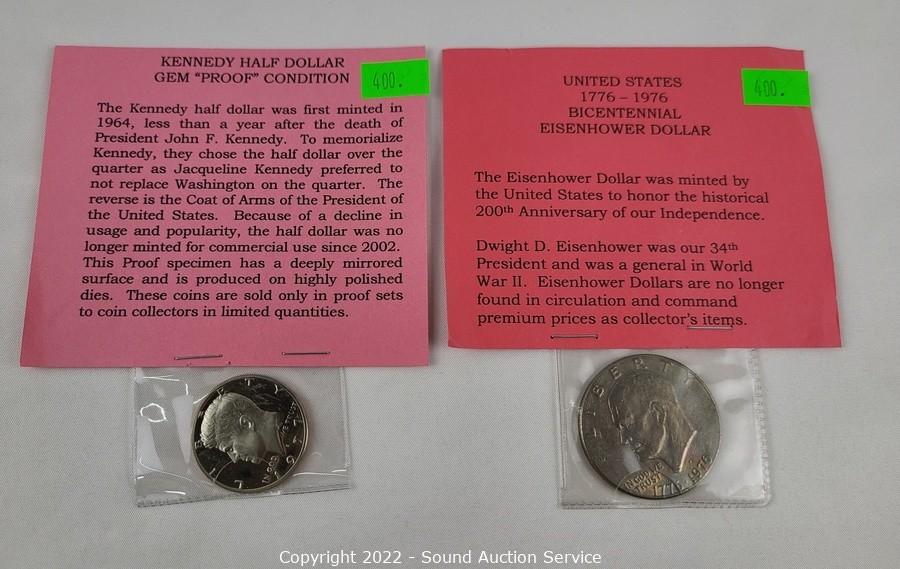 KENNEDY HALF DOLLAR
GEM "PROOF" CONDITION
400.
The Kennedy half dollar was first minted in
1964, less than a year after the death of
President John F. Kennedy. To memorialize
Kennedy, they chose the half dollar over the
quarter as Jacqueline Kennedy preferred to
not replace Washington on the quarter. The
reverse is the Coat of Arms of the President of
the United States. Because of a decline in
usage and popularity, the half dollar was no
longer minted for commercial use since 2002.
This Proof specimen has a deeply mirrored
surface and is produced on highly polished
dies. These coins are sold only in proof sets
to coin collectors in limited quantities.
UNITED STATES
1776 – 1976
BICENTENNIAL
EISENHOWER DOLLAR
400.
The Eisenhower Dollar was minted by
the United States to honor the historical
200th Anniversary of our Independence.
Dwight D. Eisenhower was our 34th
President and was a general in World
War II. Eisenhower Dollars are no longer
found in circulation and command
premium prices as collector's items.
LIBERTY
IN GOD WE
TRUST
1776 1976
Copyright 2022 - Sound Auction Service